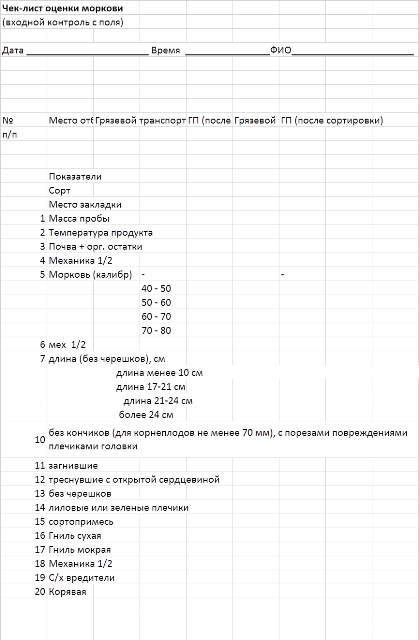 Чек-лист оценки моркови
(входной контроль с поля)
Дата ________________________ Время _________________ФИО________________________
№ Место отб Грязевой транспорт ГП (после Грязевой ГП (после сортировки)
п/п
Показатели
Сорт
Место закладки
1 Масса пробы
2 Температура продукта
3 Почва + орг. остатки
4 Механика 1/2
5 Морковь (калибр) - -
40 - 50
50 - 60
60 - 70
70 - 80
6 мех 1/2
7 длина (без черешков), см
длина менее 10 см
длина 17-21 см
длина 21-24 см
более 24 см
10 без кончиков (для корнеплодов не менее 70 мм), с порезами повреждениями
плечиками головки
11 загнившие
12 треснувшие с открытой сердцевиной
13 без черешков
14 лиловые или зеленые плечики
15 сортопримесь
16 Гниль сухая
17 Гниль мокрая
18 Механика 1/2
19 С/х вредители
20 Корявая